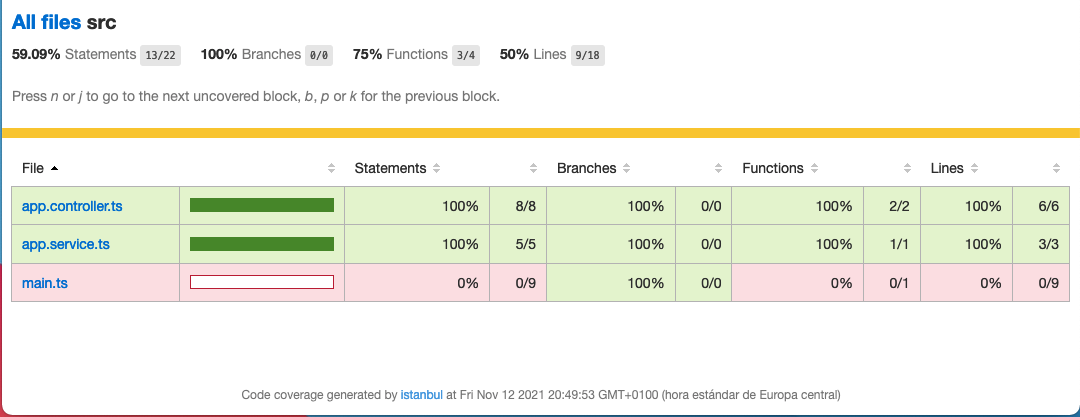 All files src
59.09% Statements 13/22 100% Branches 0/0 75% Functions 3/4 50% Lines 9/18
Press n or j to go to the next uncovered block, b, p or k for the previous block.
File Statements Branches Functions Lines
app.controller.ts 100% 8/8 100% 0/0 100% 2/2 100% 6/6
app.service.ts 100% 5/5 100% 0/0 100% 1/1 100% 3/3
main.ts 0% 0/9 100% 0/0 0% 0/1 0% 0/9
Code coverage generated by istanbul at Fri Nov 12 2021 20:49:53 GMT+0100 (hora estándar de Europa central)